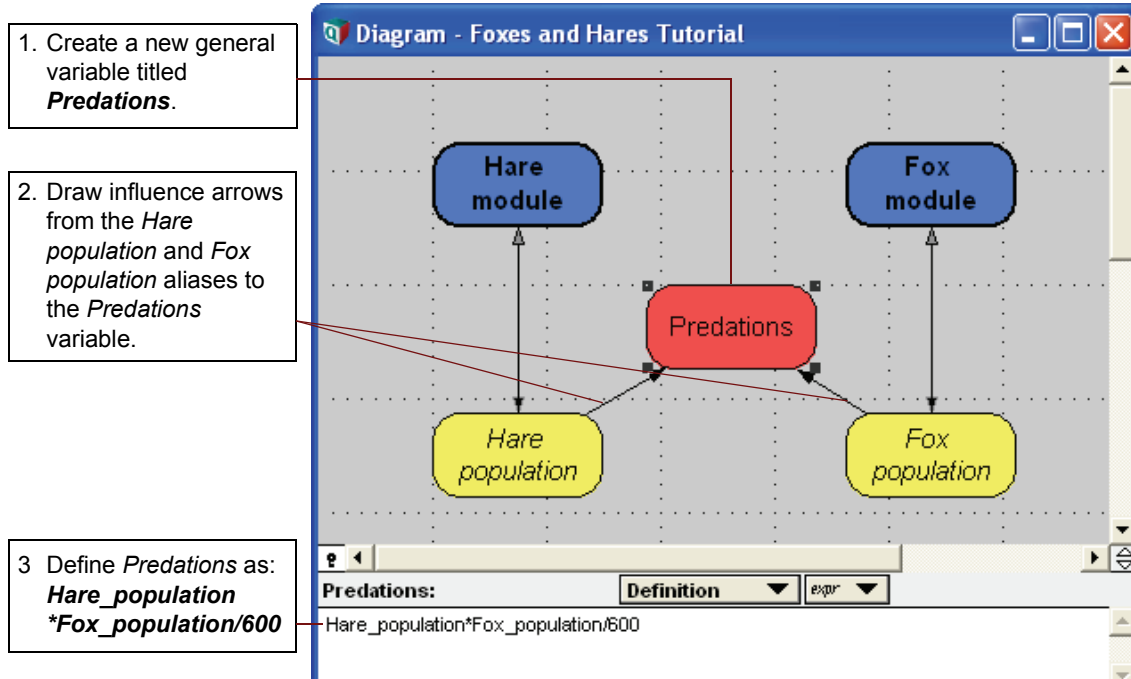 1. Create a new general
variable titled
Predations.
2. Draw influence arrows
from the Hare
population and Fox
population aliases to
the Predations
variable.
3 Define Predations as:
Hare_population
*Fox_population/600
Diagram - Foxes and Hares Tutorial
Hare
module
Fox
module
Predations
Hare
population
Fox
population
?
Predations:
Definition
expr
Hare_population*Fox_population/600